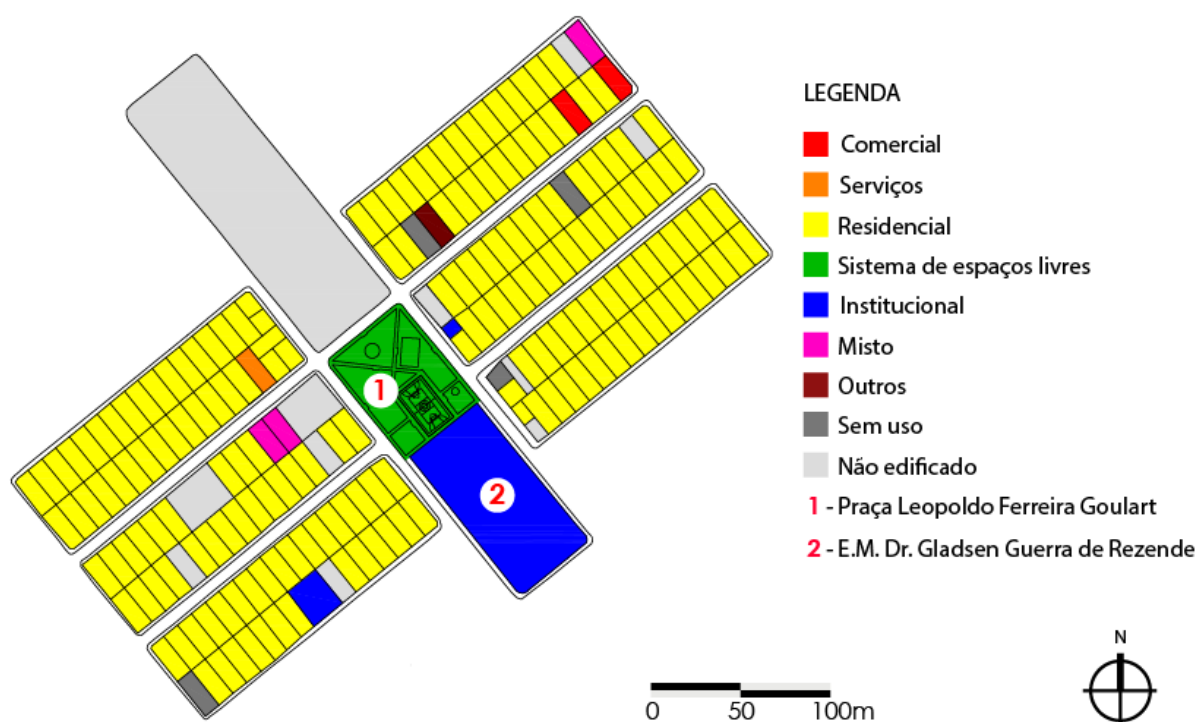 LEGENDA
Comercial
Serviços
Residencial
Sistema de espaços livres
Institucional
Misto
Outros
Sem uso
Não edificado
1 - Praça Leopoldo Ferreira Goulart
2 - E.M. Dr. Gladsen Guerra de Rezende
1
2
N
0 50 100m